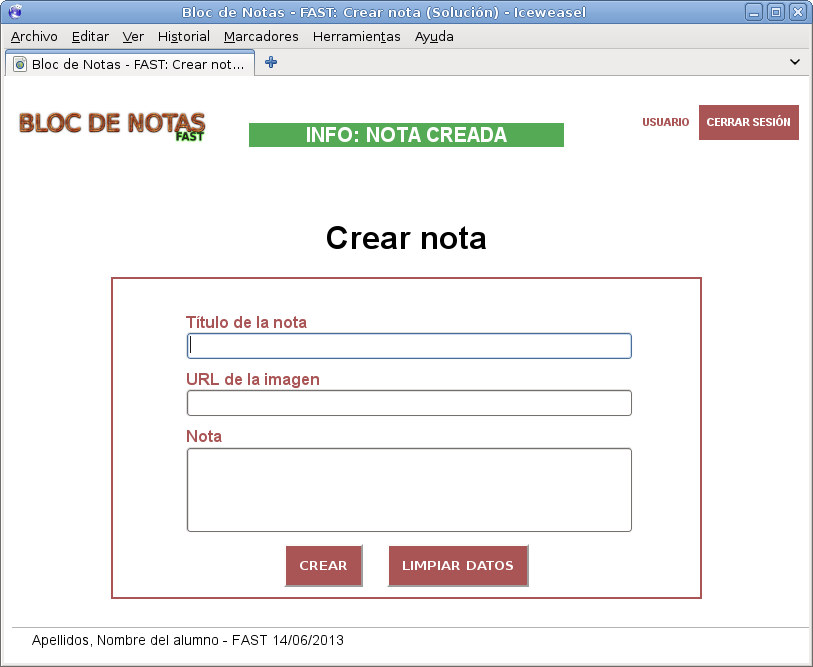 Bloc de Notas - FAST: Crear nota (Solución) - Iceweasel
Archivo Editar Ver Historial Marcadores Herramientas Ayuda
Bloc de Notas - FAST: Crear not...
BLOC DE NOTAS
FAST
INFO: NOTA CREADA
USUARIO
CERRAR SESIÓN
Crear nota
Título de la nota
URL de la imagen
Nota
CREAR
LIMPIAR DATOS
Apellidos, Nombre del alumno - FAST 14/06/2013